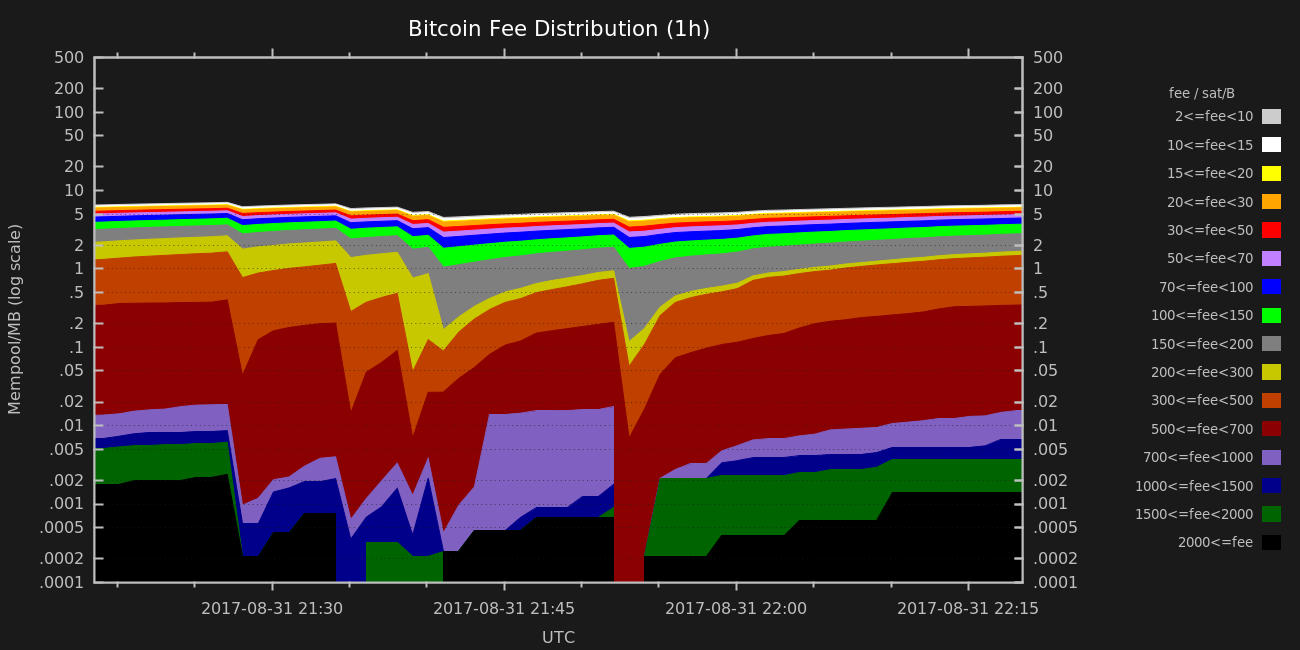 Bitcoin Fee Distribution (1h)
500
200
100
50
20
10
5
2
1
.5
.2
.1
.05
.02
.01
.005
.002
.001
.0005
.0002
.0001
Mempool/MB (log scale)
500
200
100
50
20
10
5
2
1
.5
.2
.1
.05
.02
.01
.005
.002
.001
.0005
.0002
.0001
2017-08-31 21:30
2017-08-31 21:45
2017-08-31 22:00
2017-08-31 22:15
UTC
fee / sat/B
2<=fee<10
10<=fee<15
15<=fee<20
20<=fee<30
30<=fee<50
50<=fee<70
70<=fee<100
100<=fee<150
150<=fee<200
200<=fee<300
300<=fee<500
500<=fee<700
700<=fee<1000
1000<=fee<1500
1500<=fee<2000
2000<=fee